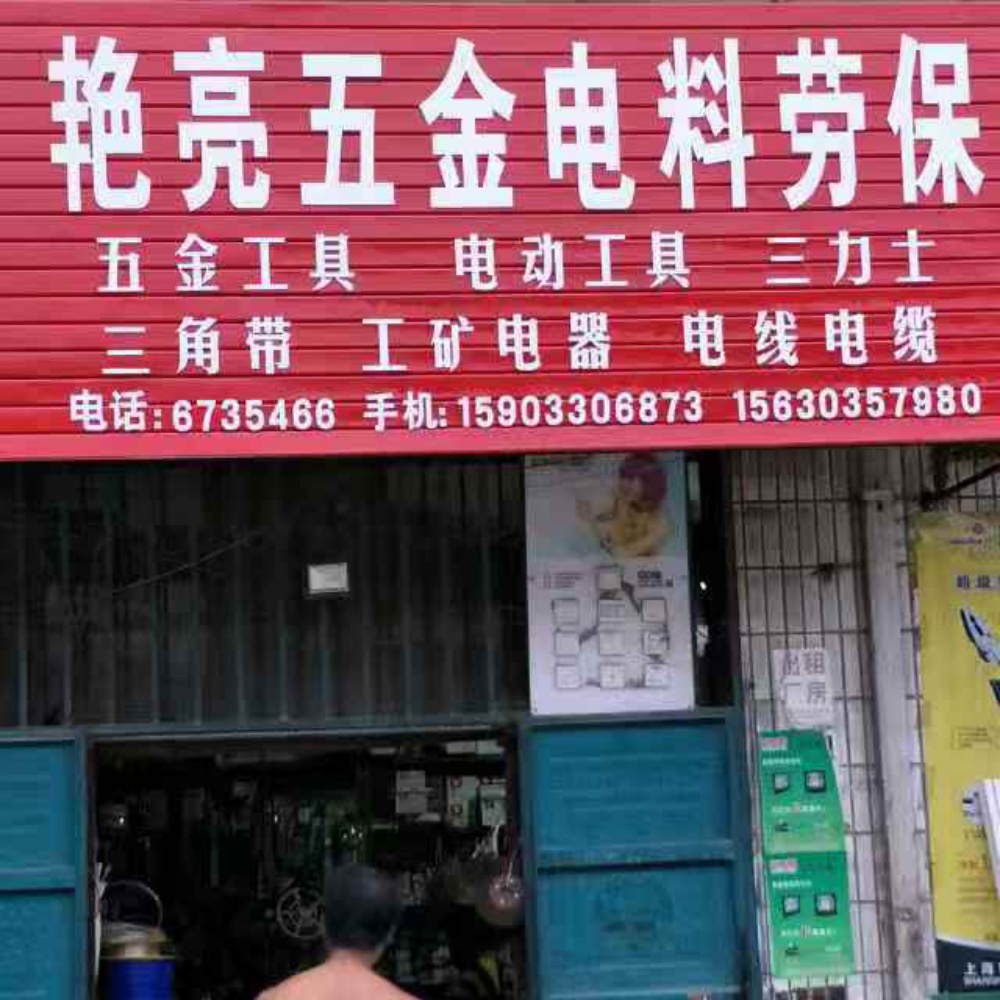 艳亮五金电料劳保
五金工具 电动工具 三力士
三角带 工矿电器 电线电缆
电话:6735466 手机:15903306873 15630357980
出租
厂房
上海